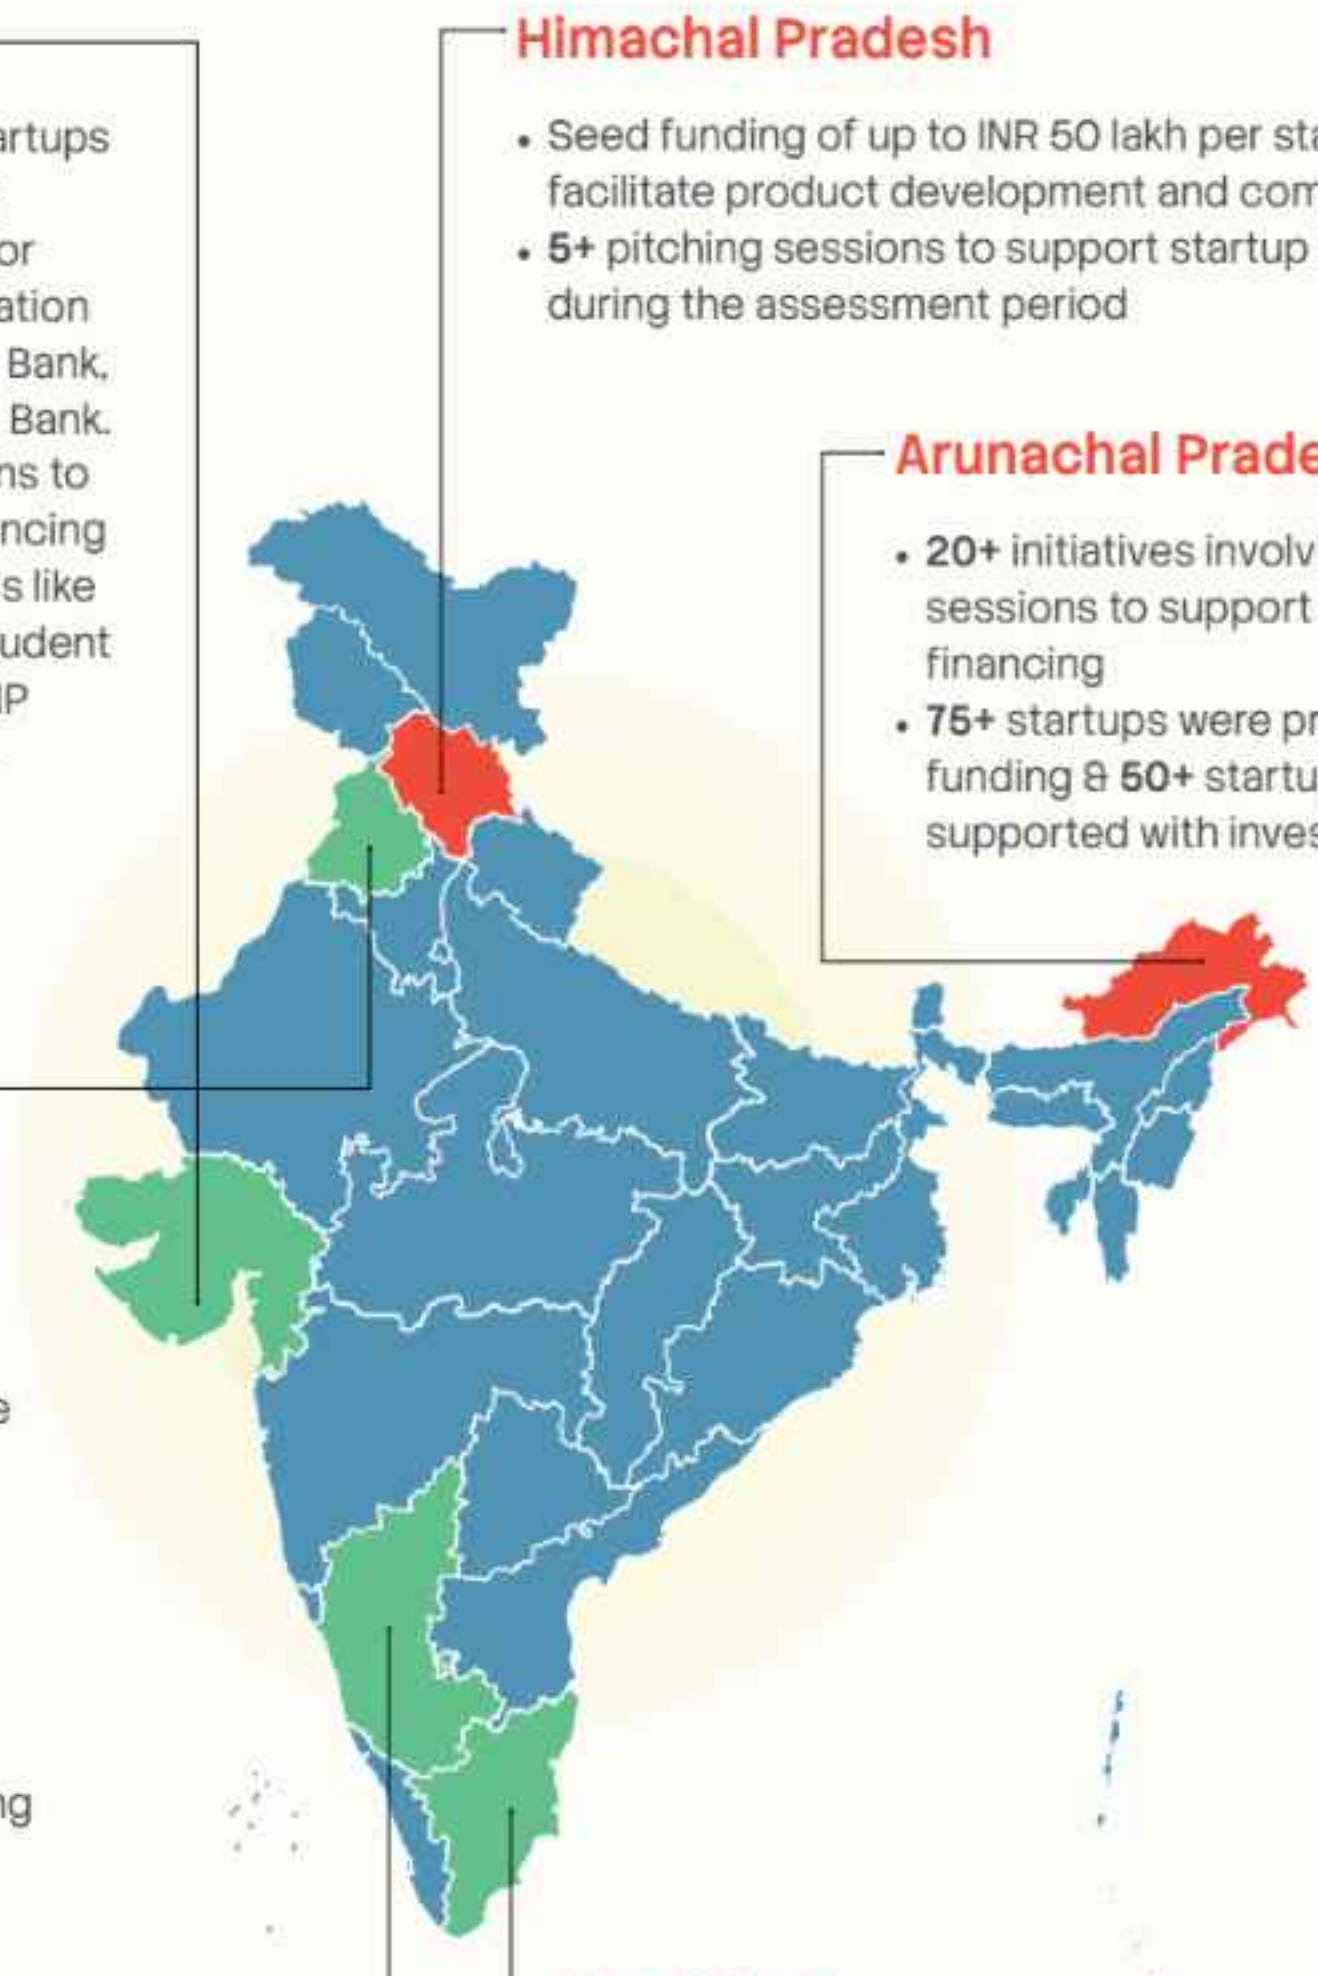 Himachal Pradesh
• Seed funding of up to INR 50 lakh per sta
facilitate product development and com
• 5+ pitching sessions to support startup
during the assessment period
artups
or
ation
Bank,
Bank.
ns to
ncing
s like
udent
IP
Arunachal Prade
• 20+ initiatives involv
sessions to support
financing
• 75+ startups were pr
funding & 50+ startu
supported with inves
e
ng